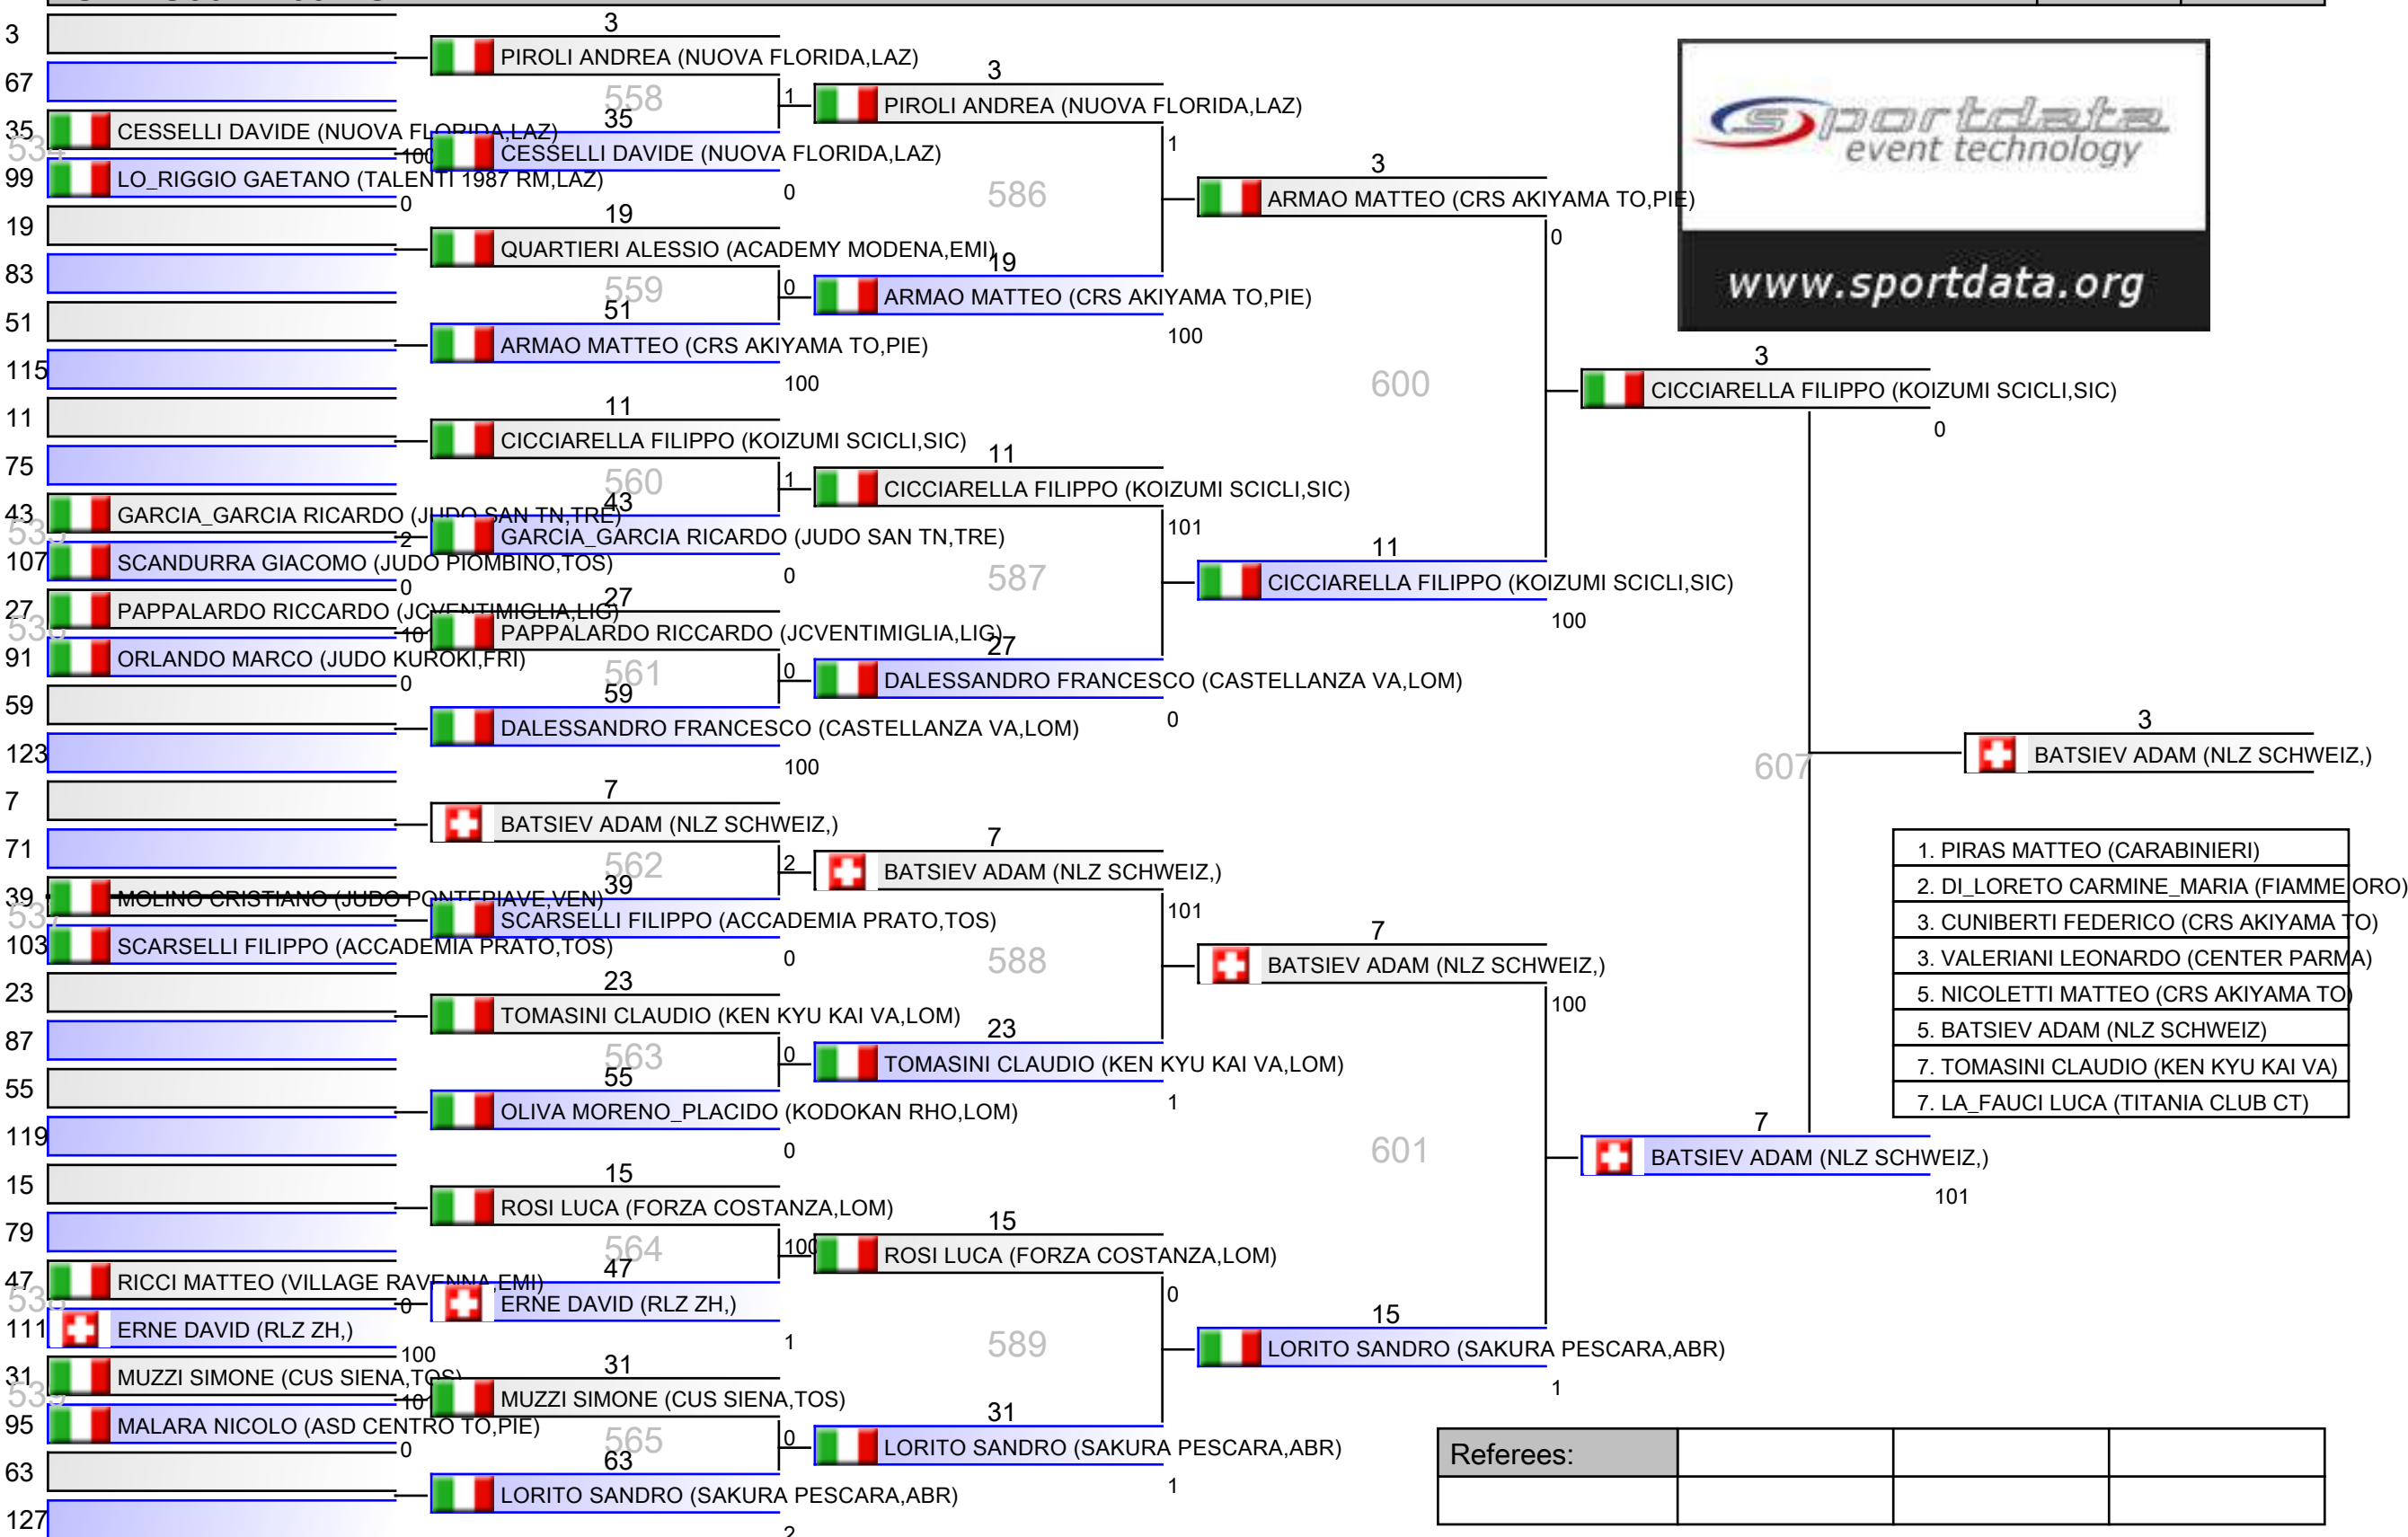 3
3
PIROLI ANDREA (NUOVA FLORIDA,LAZ)
67
3
558
1
PIROLI ANDREA (NUOVA FLORIDA,LAZ)
35
CESSELLI DAVIDE (NUOVA FLORIDA,LAZ)
35
534
100
CESSELLI DAVIDE (NUOVA FLORIDA,LAZ)
1
99
LO_RIGGIO GAETANO (TALENTI 1987 RM,LAZ)
0
0
586
3
ARMAO MATTEO (CRS AKIYAMA TO,PIE)
0
19
19
QUARTIERI ALESSIO (ACADEMY MODENA,EMI)
83
559
0
19
ARMAO MATTEO (CRS AKIYAMA TO,PIE)
100
51
51
ARMAO MATTEO (CRS AKIYAMA TO,PIE)
100
115
600
3
CICCIARELLA FILIPPO (KOIZUMI SCICLI,SIC)
0
11
11
CICCIARELLA FILIPPO (KOIZUMI SCICLI,SIC)
75
560
1
11
CICCIARELLA FILIPPO (KOIZUMI SCICLI,SIC)
101
43
GARCIA_GARCIA RICARDO (JUDO SAN TN,TRE)
2
43
GARCIA_GARCIA RICARDO (JUDO SAN TN,TRE)
0
107
SCANDURRA GIACOMO (JUDO PIOMBINO,TOS)
0
587
11
CICCIARELLA FILIPPO (KOIZUMI SCICLI,SIC)
100
27
PAPPALARDO RICCARDO (JCVENTIMIGLIA,LIG)
27
PAPPALARDO RICCARDO (JCVENTIMIGLIA,LIG)
91
ORLANDO MARCO (JUDO KUROKI,FRI)
0
561
0
27
DALESSANDRO FRANCESCO (CASTELLANZA VA,LOM)
0
59
59
DALESSANDRO FRANCESCO (CASTELLANZA VA,LOM)
100
123
607
3
BATSIEV ADAM (NLZ SCHWEIZ,)
7
7
BATSIEV ADAM (NLZ SCHWEIZ,)
71
562
2
7
BATSIEV ADAM (NLZ SCHWEIZ,)
101
39
MOLINO CRISTIANO (JUDO PONTEPIAVE,VEN)
39
SCARSELLI FILIPPO (ACCADEMIA PRATO,TOS)
0
103
SCARSELLI FILIPPO (ACCADEMIA PRATO,TOS)
588
7
BATSIEV ADAM (NLZ SCHWEIZ,)
100
23
23
TOMASINI CLAUDIO (KEN KYU KAI VA,LOM)
87
563
0
23
TOMASINI CLAUDIO (KEN KYU KAI VA,LOM)
1
55
55
OLIVA MORENO_PLACIDO (KODOKAN RHO,LOM)
0
119
601
7
BATSIEV ADAM (NLZ SCHWEIZ,)
101
15
15
ROSI LUCA (FORZA COSTANZA,LOM)
79
564
100
15
ROSI LUCA (FORZA COSTANZA,LOM)
0
47
RICCI MATTEO (VILLAGE RAVENNA,EMI)
0
47
ERNE DAVID (RLZ ZH,)
1
111
ERNE DAVID (RLZ ZH,)
100
589
15
LORITO SANDRO (SAKURA PESCARA,ABR)
1
31
MUZZI SIMONE (CUS SIENA,TOS)
31
MUZZI SIMONE (CUS SIENA,TOS)
95
MALARA NICOLO (ASD CENTRO TO,PIE)
0
565
0
31
LORITO SANDRO (SAKURA PESCARA,ABR)
1
63
63
LORITO SANDRO (SAKURA PESCARA,ABR)
2
127
sportdata
event technology
www.sportdata.org
1. PIRAS MATTEO (CARABINIERI)
2. DI_LORETO CARMINE_MARIA (FIAMME ORO)
3. CUNIBERTI FEDERICO (CRS AKIYAMA TO)
3. VALERIANI LEONARDO (CENTER PARMA)
5. NICOLETTI MATTEO (CRS AKIYAMA TO)
5. BATSIEV ADAM (NLZ SCHWEIZ)
7. TOMASINI CLAUDIO (KEN KYU KAI VA)
7. LA_FAUCI LUCA (TITANIA CLUB CT)
Referees: